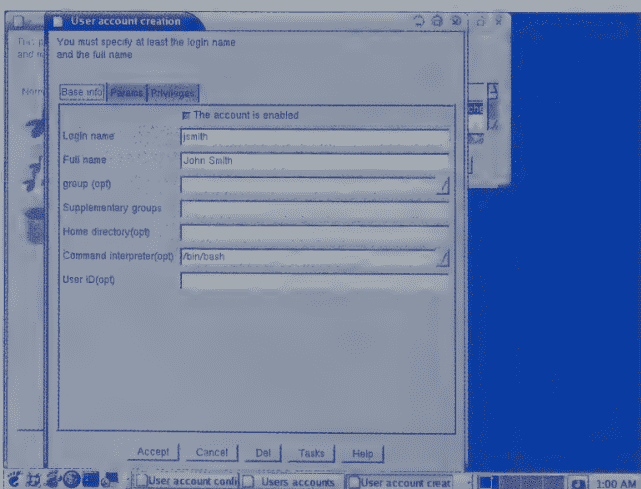 User account creation
You must specify at least the login name
and the full name
Base info Params Privileges
The account is enabled
Login name jsmith
Full name John Smith
group (opt)
Supplementary groups
Home directory(opt)
Command interpreter(opt) /bin/bash
User ID(opt)
Accept Cancel Del Tasks Help
User account confi Users accounts User account creat 1:00 AM